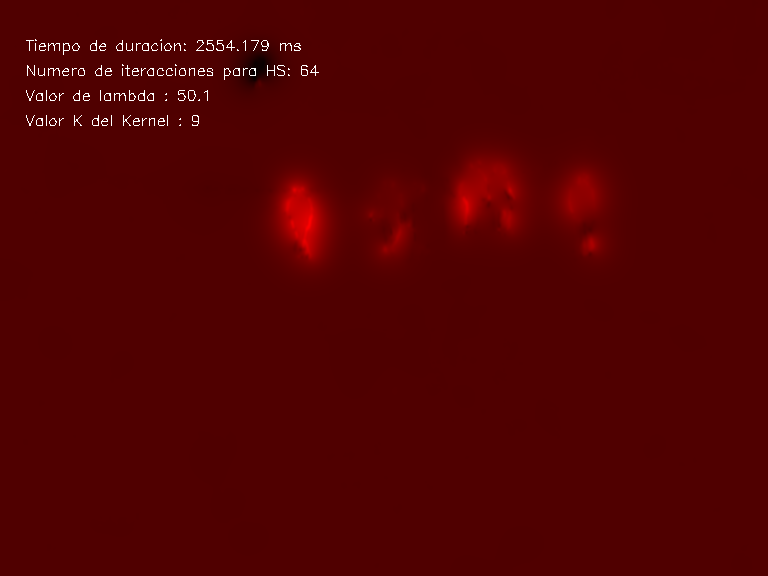 Tiempo de duracion: 2554.179 ms
Numero de iteracciones para HS: 64
Valor de lambda : 50.1
Valor K del Kernel : 9